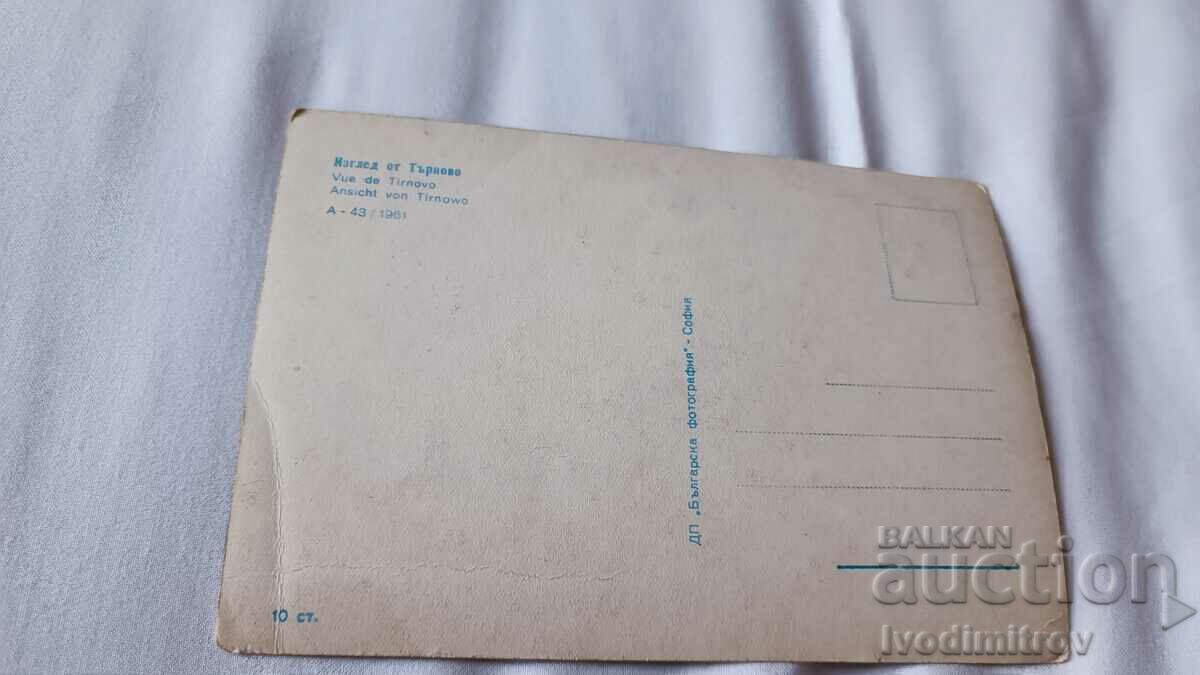 Изглед от Търново
Vue de Tirnovo
Ansicht von Tirnowo
А - 43 / 1961
ДП „Българска фотография" - София
10 ст.
BALKAN
auction
Ivodimitrov